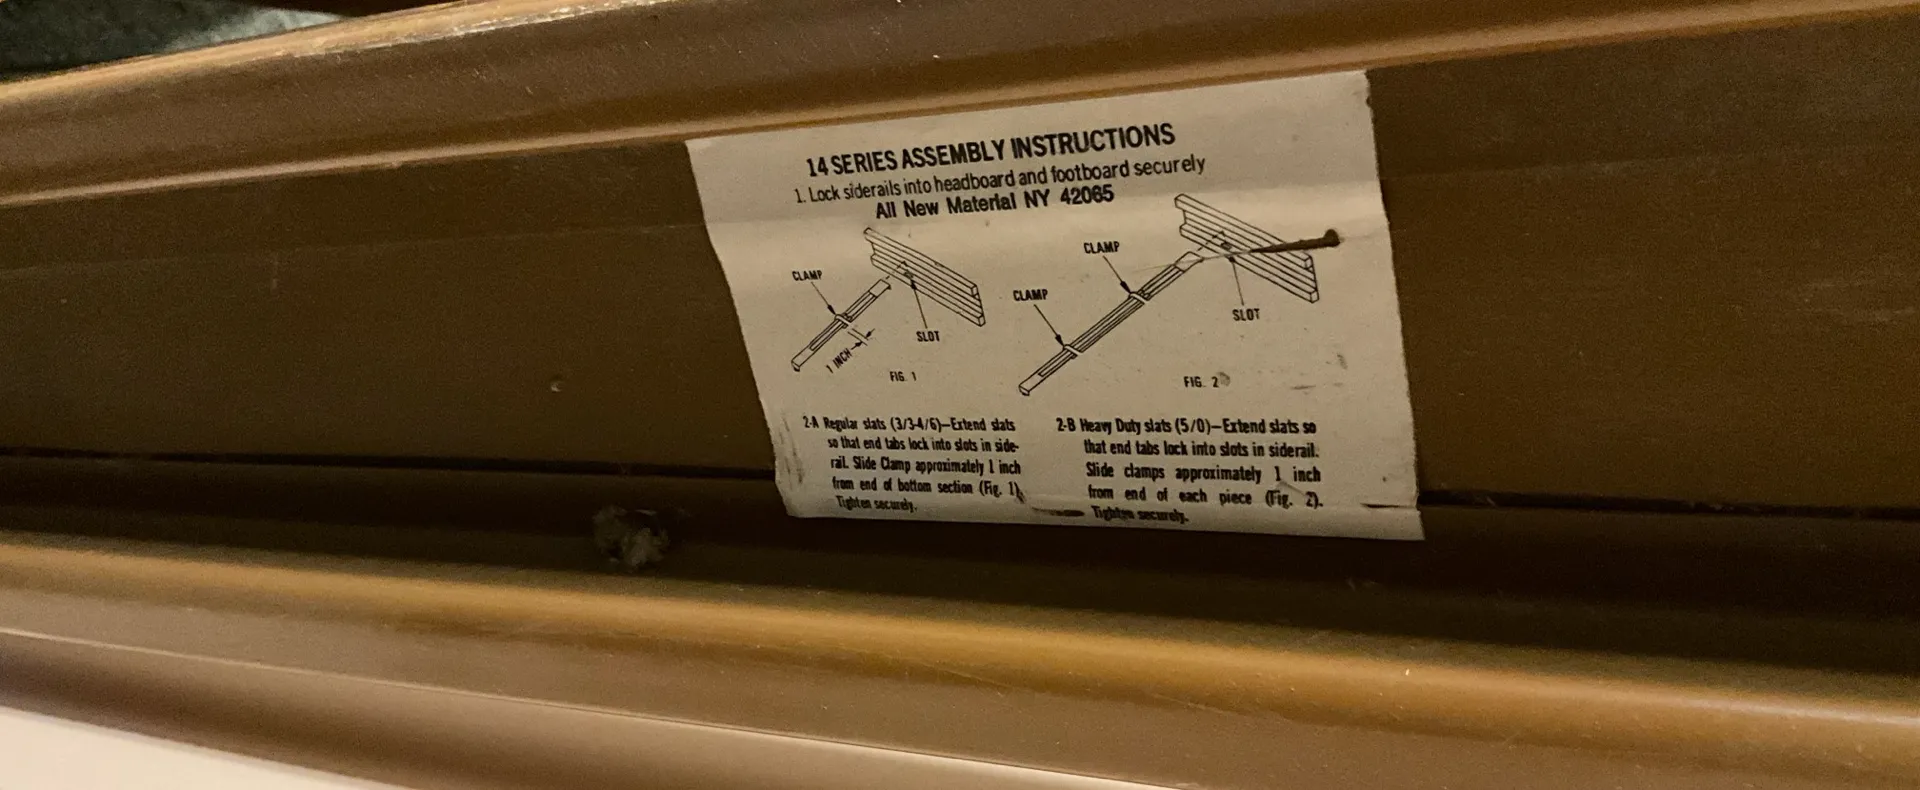 14 SERIES ASSEMBLY INSTRUCTIONS
1. Lock siderails into headboard and footboard securely
All New Material NY 42065
CLAMP
1 INCH
SLOT
FIG. 1
CLAMP
CLAMP
SLOT
FIG. 2
2-A Regular slats (3/3-4/6)—Extend slats
so that end tabs lock into slots in side-
rail. Slide Clamp approximately 1 inch
from end of bottom section (Fig. 1).
Tighten securely.
2-B Heavy Duty slats (5/0)—Extend slats so
that end tabs lock into slots in siderail.
Slide clamps approximately 1 inch
from end of each piece (Fig. 2).
Tighten securely.